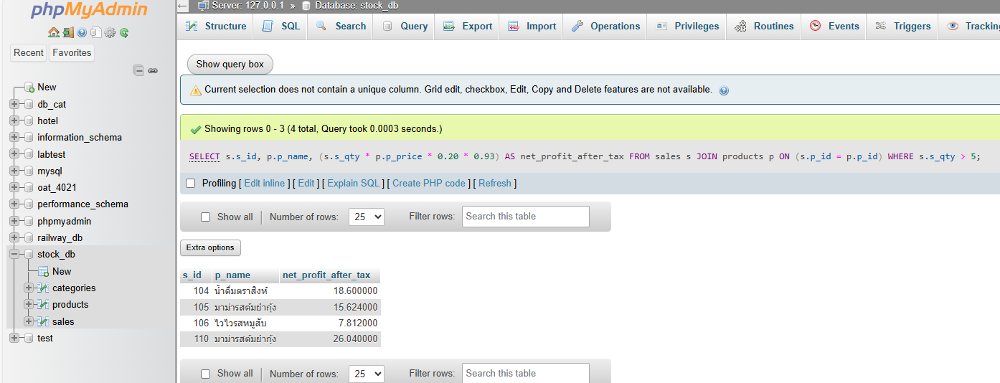 phpMyAdmin
Recent Favorites
New
db_cat
hotel
information_schema
labtest
mysql
oat_4021
performance_schema
phpmyadmin
railway_db
stock_db
New
categories
products
sales
test
Server: 127.0.0.1 » Database: stock_db
Structure SQL Search Query Export Import Operations Privileges Routines Events Triggers Tracking
Show query box
Current selection does not contain a unique column. Grid edit, checkbox, Edit, Copy and Delete features are not available.
Showing rows 0 - 3 (4 total, Query took 0.0003 seconds.)
SELECT s.s_id, p.p_name, (s.s_qty * p.p_price * 0.20 * 0.93) AS net_profit_after_tax FROM sales s JOIN products p ON (s.p_id = p.p_id) WHERE s.s_qty > 5;
Profiling [ Edit inline ] [ Edit ] [ Explain SQL ] [ Create PHP code ] [ Refresh ]
Show all Number of rows: 25 Filter rows: Search this table
Extra options
s_id p_name net_profit_after_tax
104 น้ำดื่มตราสิงห์ 18.600000
105 มาม่ารสต้มยำกุ้ง 15.624000
106 ไวไวรสหมูสับ 7.812000
110 มาม่ารสต้มยำกุ้ง 26.040000
Show all Number of rows: 25 Filter rows: Search this table